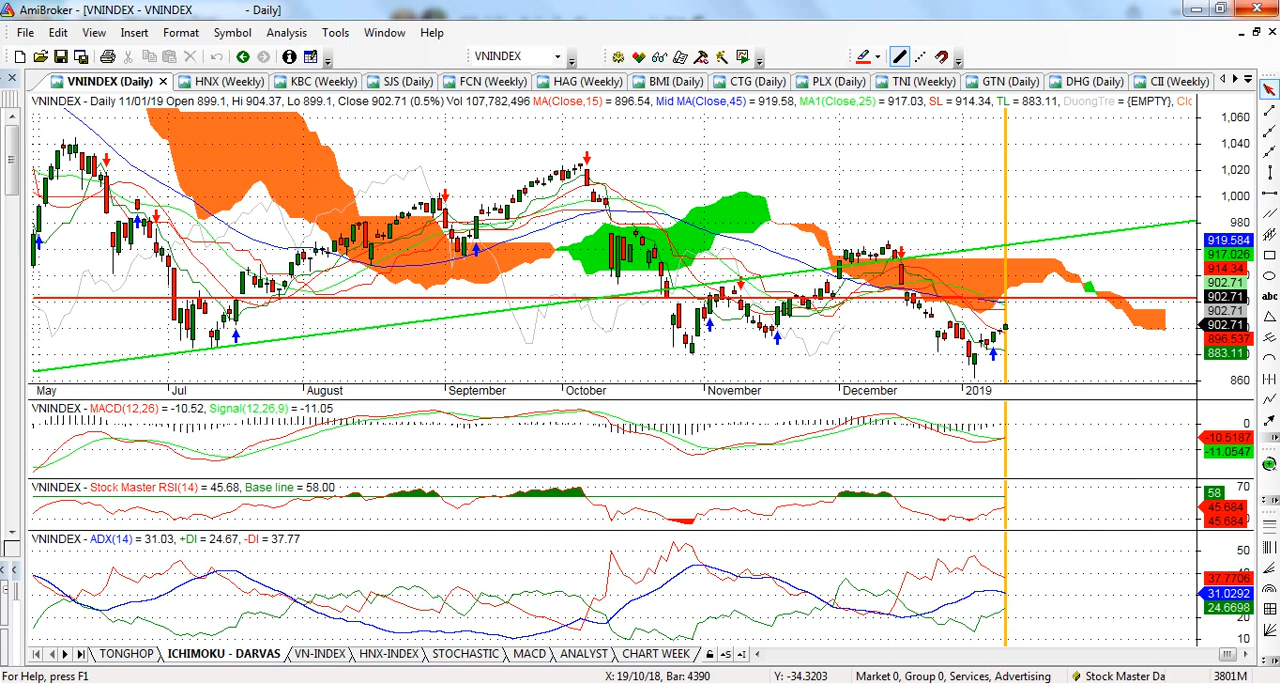 AmiBroker - [VNINDEX - VNINDEX - Daily]
File Edit View Insert Format Symbol Analysis Tools Window Help
VNINDEX
VNINDEX (Daily) HNX (Weekly) KBC (Weekly) SJS (Daily) FCN (Weekly) HAG (Weekly) BMI (Daily) CTG (Daily) PLX (Daily) TNI (Weekly) GTN (Daily) DHG (Daily) CII (Weekly)
VNINDEX - Daily 11/01/19 Open 899.1, Hi 904.37, Lo 899.1, Close 902.71 (0.5%) Vol 107,782,496 MA(Close,15) = 896.54, Mid MA(Close,45) = 919.58, MA1(Close,25) = 917.03, SL = 914.34, TL = 883.11, DuongTre = {EMPTY}, Clo
1,060
1,040
1,020
1,000
980
919.584
917.026
914.34
902.71
902.71
902.71
902.71
896.537
883.11
860
abc
May Jul August September October November December 2019
VNINDEX - MACD(12,26) = -10.52, Signal(12,26,9) = -11.05
0
-10.5187
-11.0547
VNINDEX - Stock Master RSI(14) = 45.68, Base line = 58.00
70
58
45.684
45.684
VNINDEX - ADX(14) = 31.03, +DI = 24.67, -DI = 37.77
50
37.7706
31.0292
24.6698
20
10
TONGHOP ICHIMOKU - DARVAS VN-INDEX HNX-INDEX STOCHASTIC MACD ANALYST CHART WEEK
For Help, press F1 X: 19/10/18, Bar: 4390 Y: -34.3203 Market 0, Group 0, Services, Advertising Stock Master Da 3801M